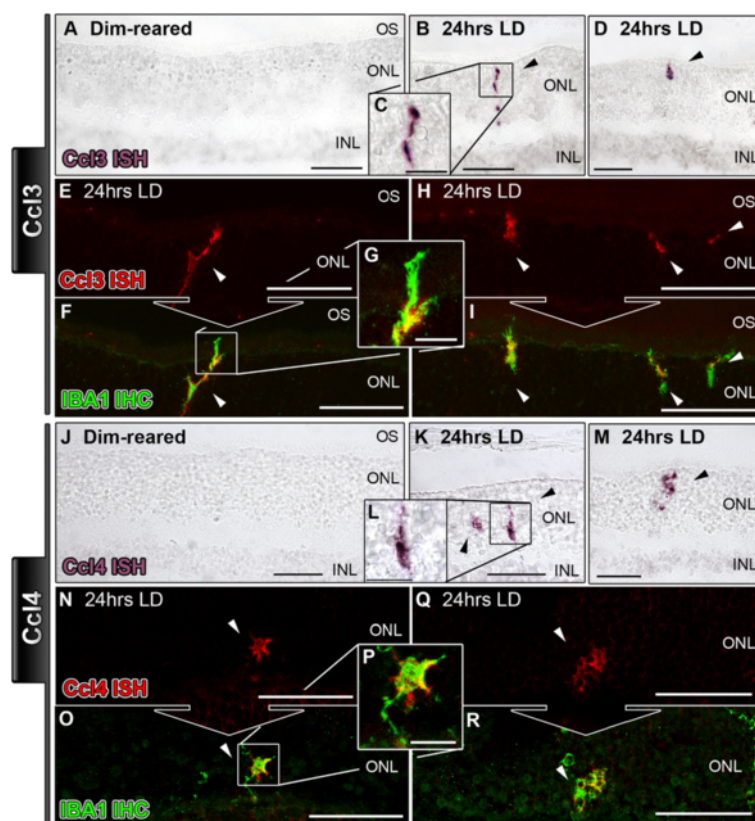 Ccl3
A Dim-reared
OS
ONL
INL
Ccl3 ISH
B 24hrs LD
ONL
INL
C
D 24hrs LD
ONL
INL
E 24hrs LD
OS
ONL
Ccl3 ISH
G
H 24hrs LD
OS
ONL
F
OS
ONL
IBA1 IHC
I
OS
ONL
Ccl4
J Dim-reared
OS
ONL
INL
Ccl4 ISH
K 24hrs LD
ONL
INL
L
M 24hrs LD
ONL
INL
N 24hrs LD
ONL
Ccl4 ISH
P
Q 24hrs LD
ONL
O
ONL
IBA1 IHC
R
ONL